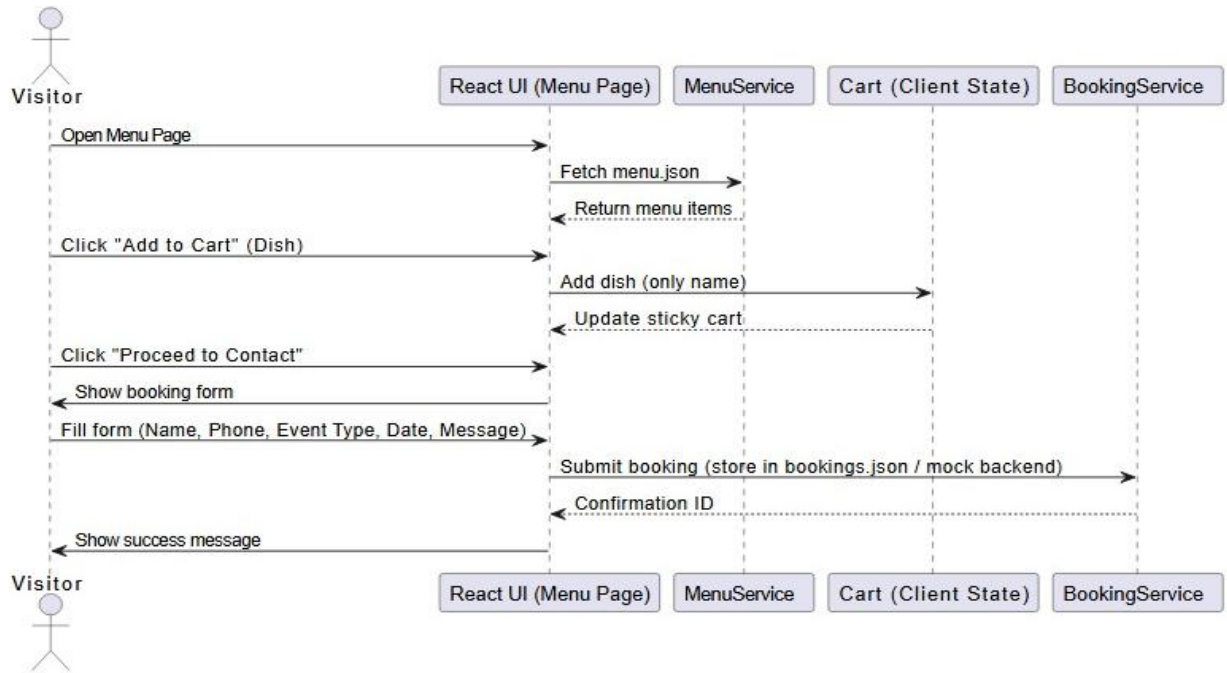 Visitor
React UI (Menu Page)
MenuService
Cart (Client State)
BookingService
Open Menu Page
Fetch menu.json
Return menu items
Click "Add to Cart" (Dish)
Add dish (only name)
Update sticky cart
Click "Proceed to Contact"
Show booking form
Fill form (Name, Phone, Event Type, Date, Message)
Submit booking (store in bookings.json / mock backend)
Confirmation ID
Show success message
Visitor
React UI (Menu Page)
MenuService
Cart (Client State)
BookingService